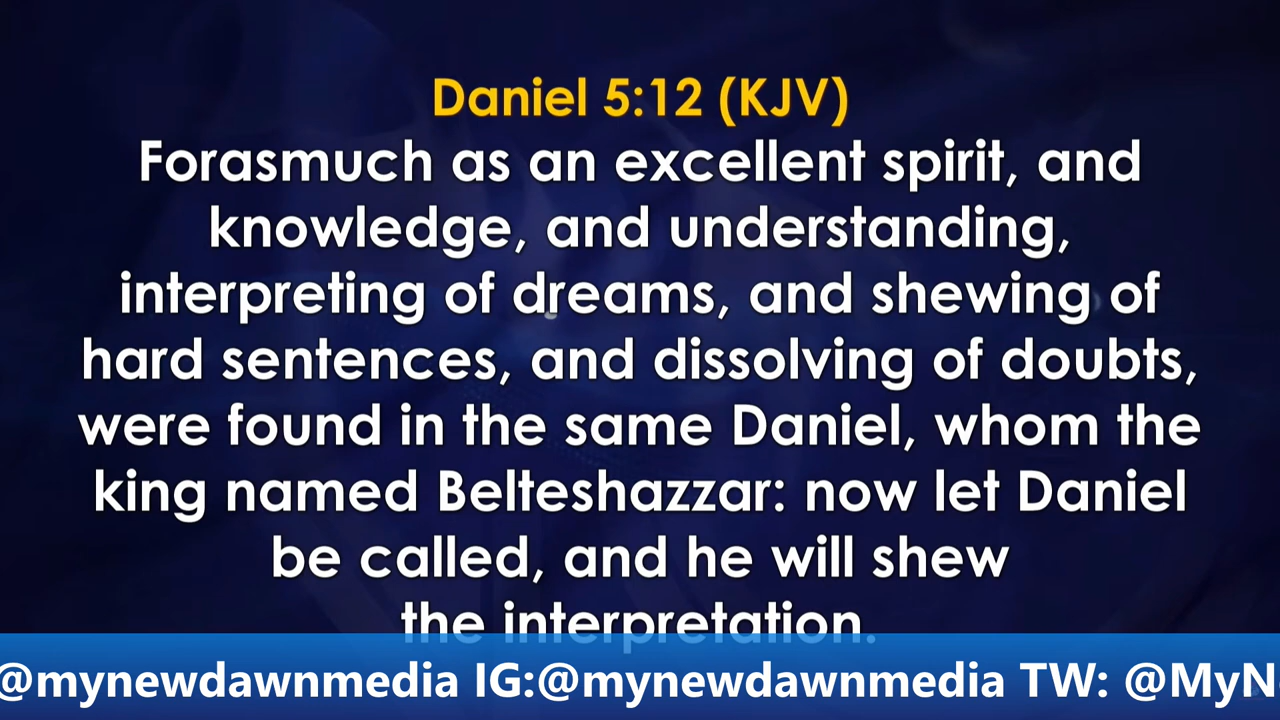 Daniel 5:12 (KJV)
Forasmuch as an excellent spirit, and
knowledge, and understanding,
interpreting of dreams, and shewing of
hard sentences, and dissolving of doubts,
were found in the same Daniel, whom the
king named Belteshazzar: now let Daniel
be called, and he will shew
the interpretation.
@mynewdawnmedia IG:@mynewdawnmedia TW: